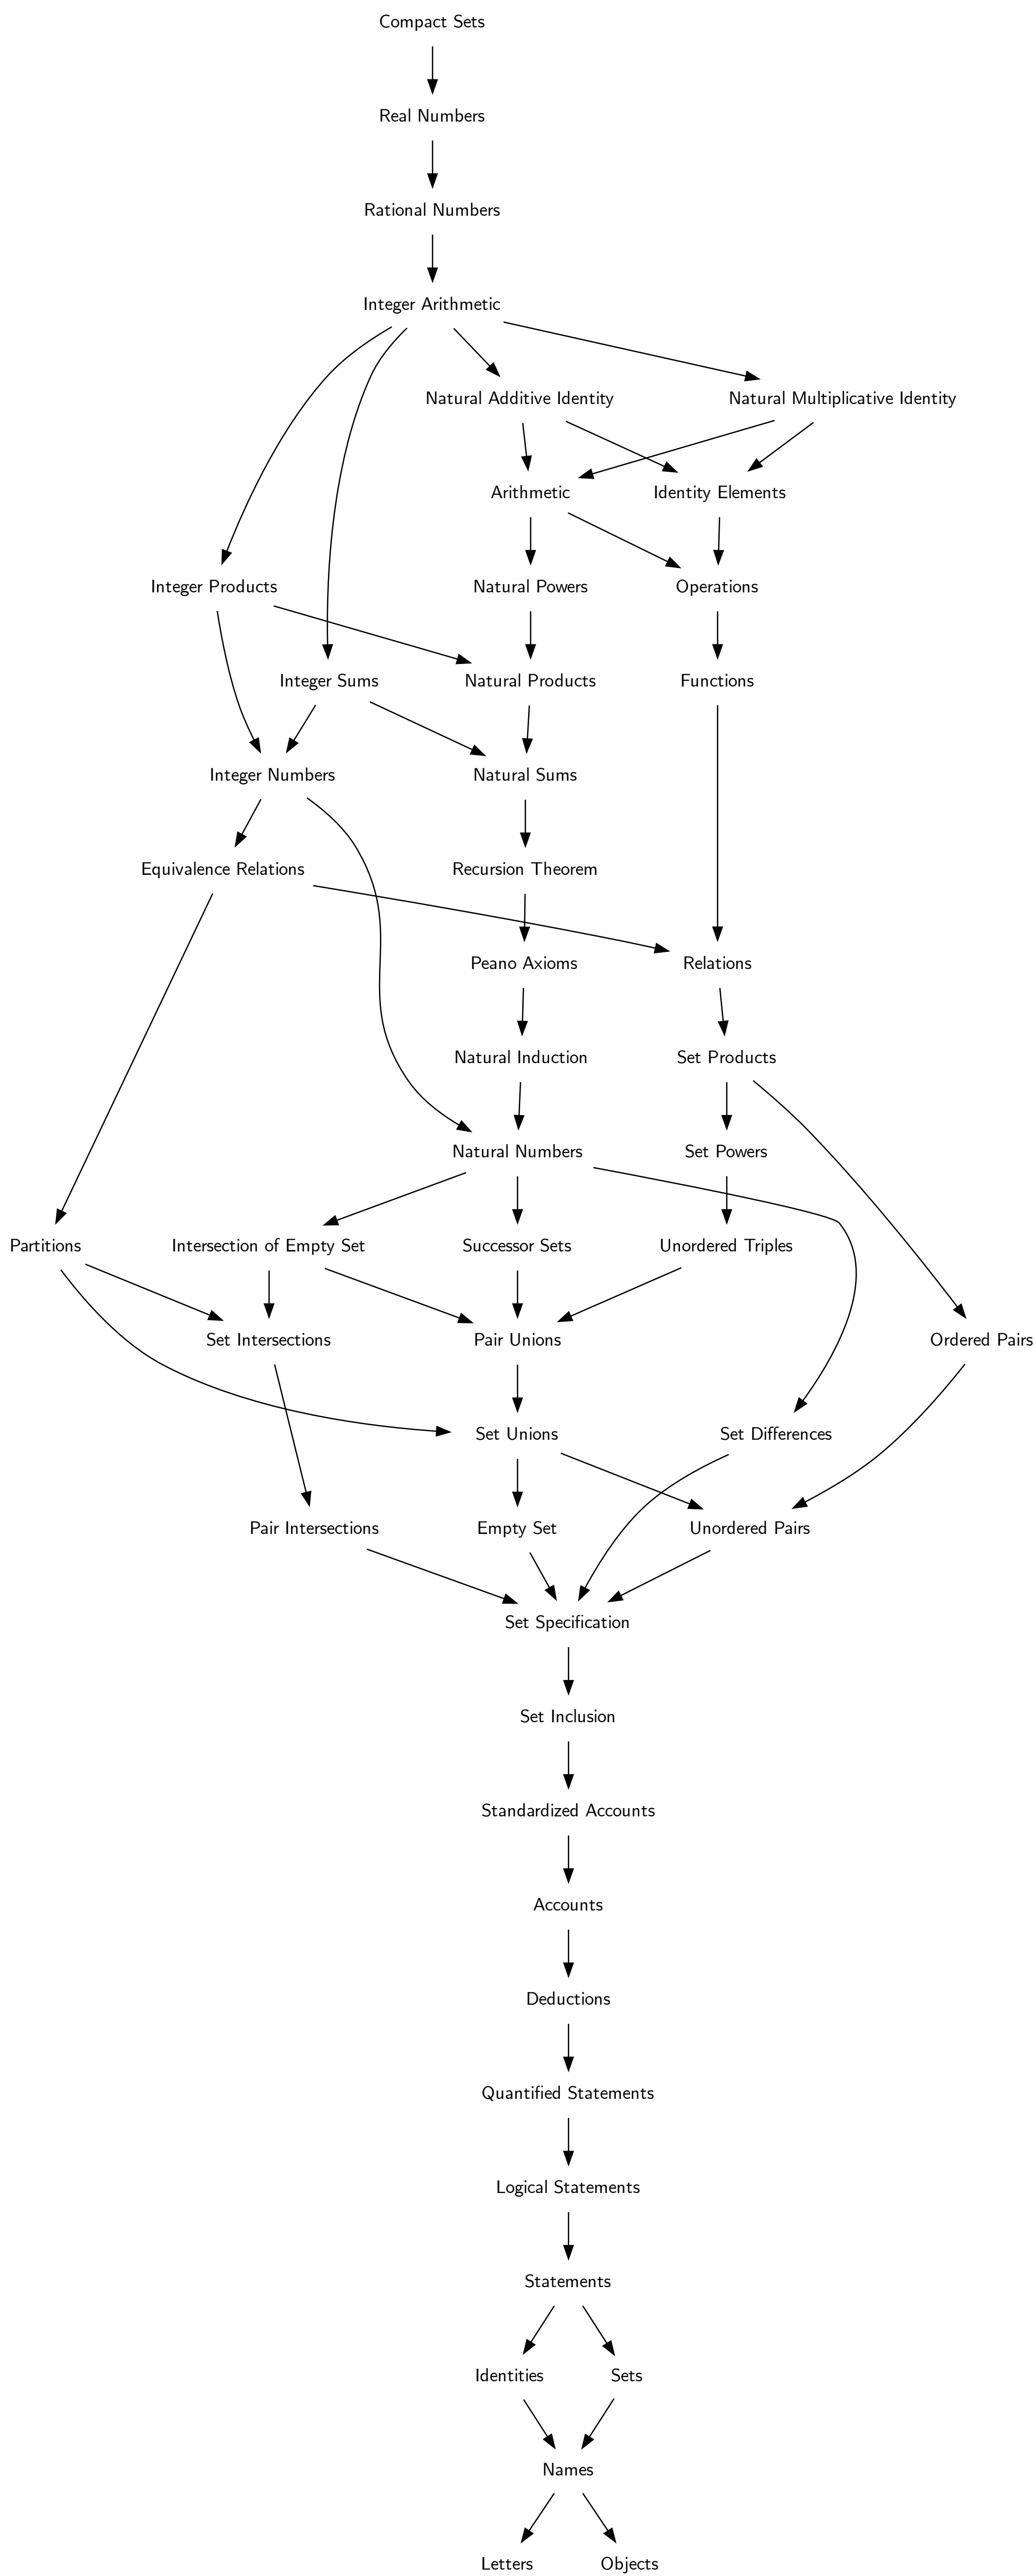 Compact Sets
Real Numbers
Rational Numbers
Integer Arithmetic
Natural Additive Identity
Natural Multiplicative Identity
Arithmetic
Identity Elements
Integer Products
Natural Powers
Operations
Integer Sums
Natural Products
Functions
Integer Numbers
Natural Sums
Equivalence Relations
Recursion Theorem
Peano Axioms
Relations
Natural Induction
Set Products
Natural Numbers
Set Powers
Partitions
Intersection of Empty Set
Successor Sets
Unordered Triples
Set Intersections
Pair Unions
Ordered Pairs
Set Unions
Set Differences
Pair Intersections
Empty Set
Unordered Pairs
Set Specification
Set Inclusion
Standardized Accounts
Accounts
Deductions
Quantified Statements
Logical Statements
Statements
Identities
Sets
Names
Letters
Objects